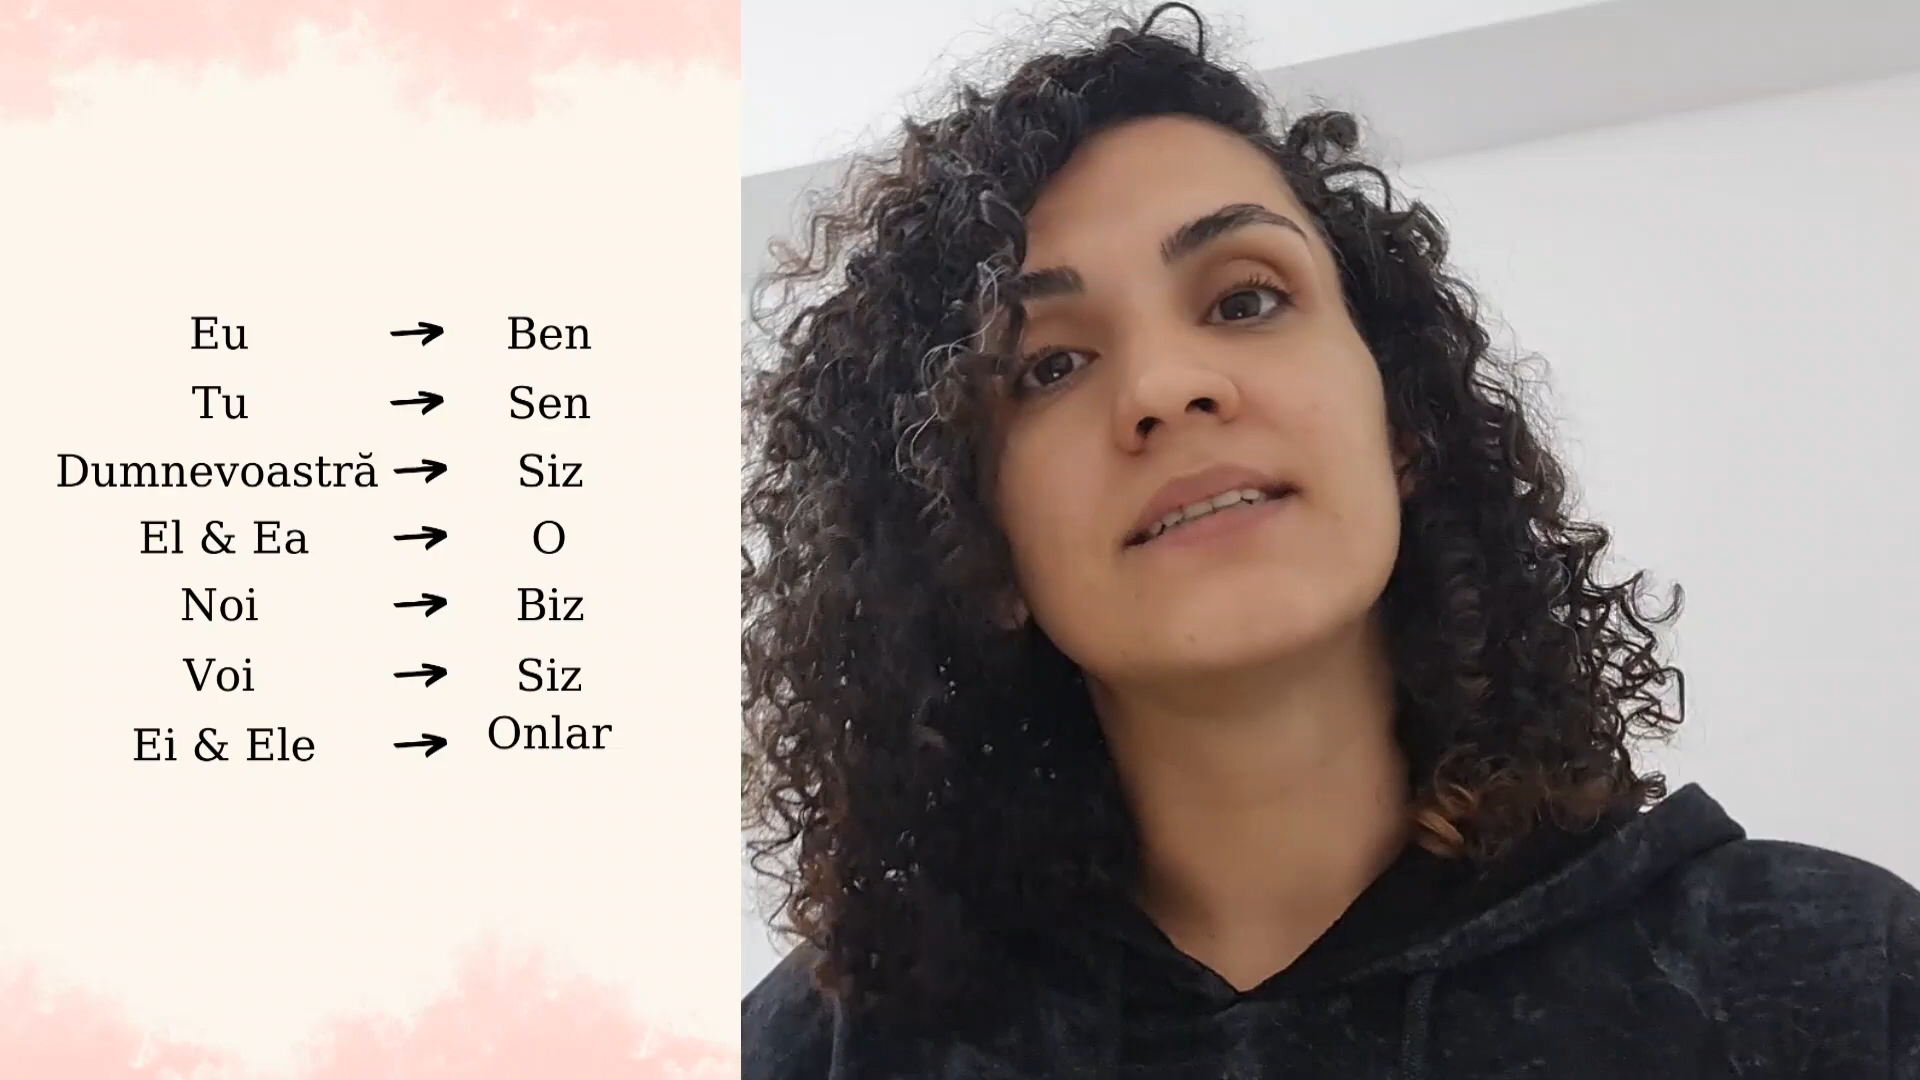 Eu → Ben
Tu → Sen
Dumnevoastră → Siz
El & Ea → O
Noi → Biz
Voi → Siz
Ei & Ele → Onlar